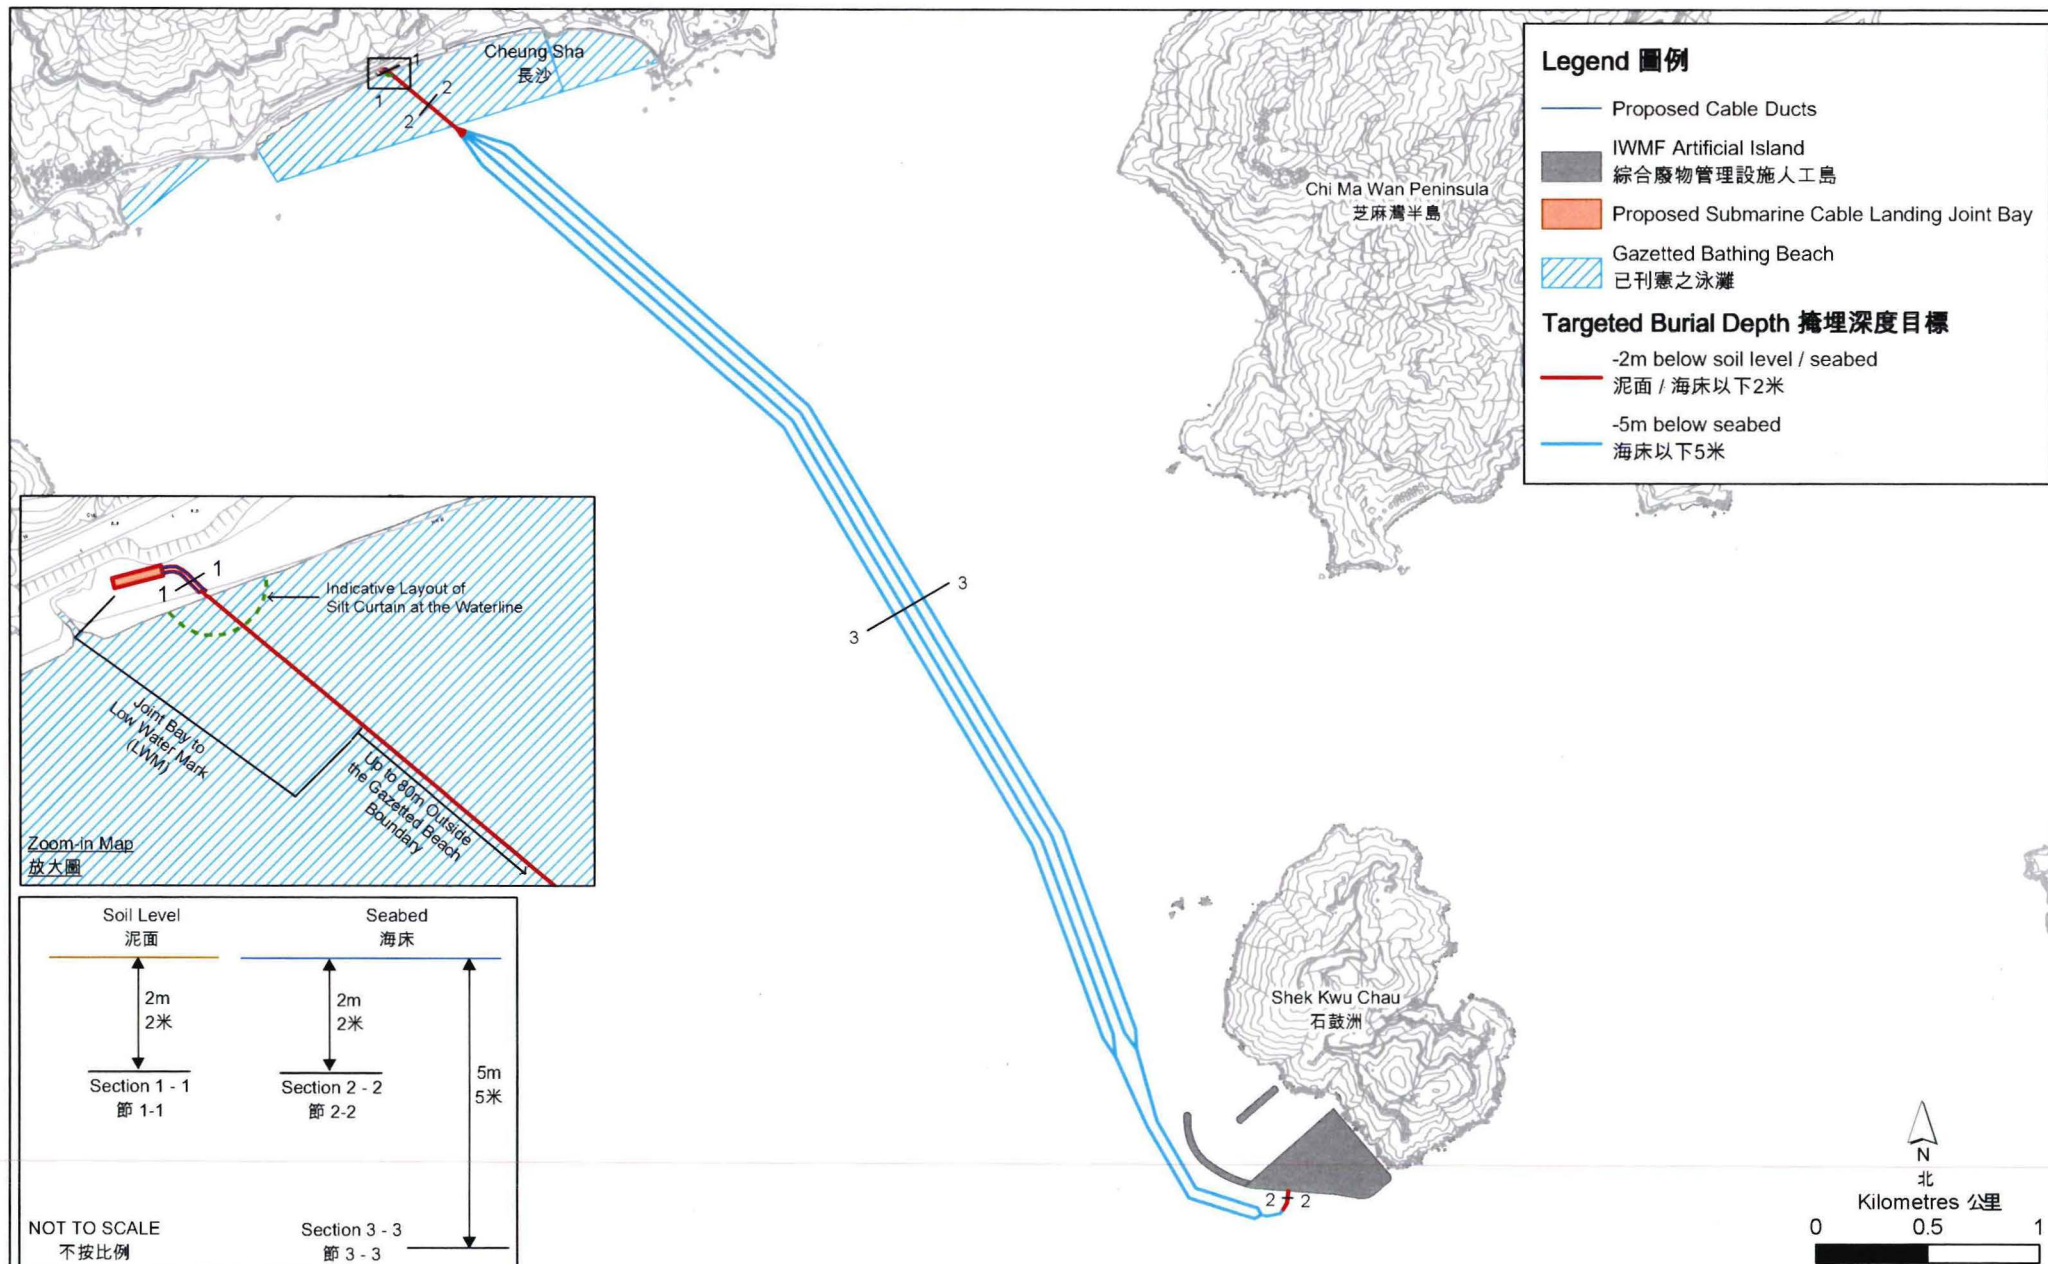 Cheung Sha
長沙
1
1
2
2
Chi Ma Wan Peninsula
芝麻灣半島
3
3
Shek Kwu Chau
石鼓洲
2
2
Legend 圖例
Proposed Cable Ducts
IWMF Artificial Island
綜合廢物管理設施人工島
Proposed Submarine Cable Landing Joint Bay
Gazetted Bathing Beach
已刊憲之泳灘
Targeted Burial Depth 掩埋深度目標
-2m below soil level / seabed
泥面 / 海床以下2米
-5m below seabed
海床以下5米
1
1
Indicative Layout of
Silt Curtain at the Waterline
Joint Bay to
Low Water Mark
(LWM)
Up to 80m Outside
the Gazetted Beach
Boundary
Zoom-in Map
放大圖
Soil Level
泥面
Seabed
海床
2m
2米
2m
2米
5m
5米
Section 1 - 1
節 1-1
Section 2 - 2
節 2-2
Section 3 - 3
節 3 - 3
NOT TO SCALE
不按比例
N
北
Kilometres 公里
0 0.5 1